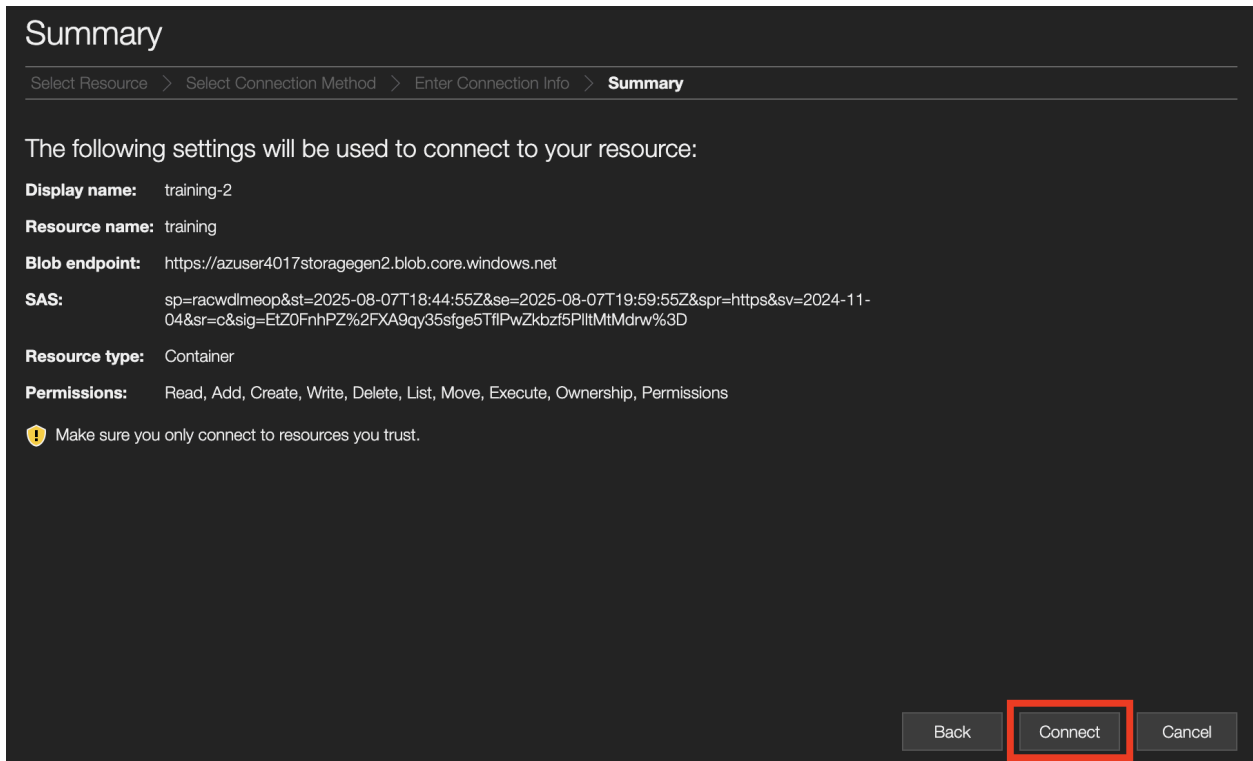 Summary
Select Resource > Select Connection Method > Enter Connection Info > Summary
The following settings will be used to connect to your resource:
Display name: training-2
Resource name: training
Blob endpoint: https://azuser4017storagegen2.blob.core.windows.net
SAS: sp=racwdlmeop&st=2025-08-07T18:44:55Z&se=2025-08-07T19:59:55Z&spr=https&sv=2024-11-
04&sr=c&sig=EtZ0FnhPZ%2FXA9qy35sfge5TflPwZkbzf5PlltMtMdrw%3D
Resource type: Container
Permissions: Read, Add, Create, Write, Delete, List, Move, Execute, Ownership, Permissions
Make sure you only connect to resources you trust.
Back Connect Cancel